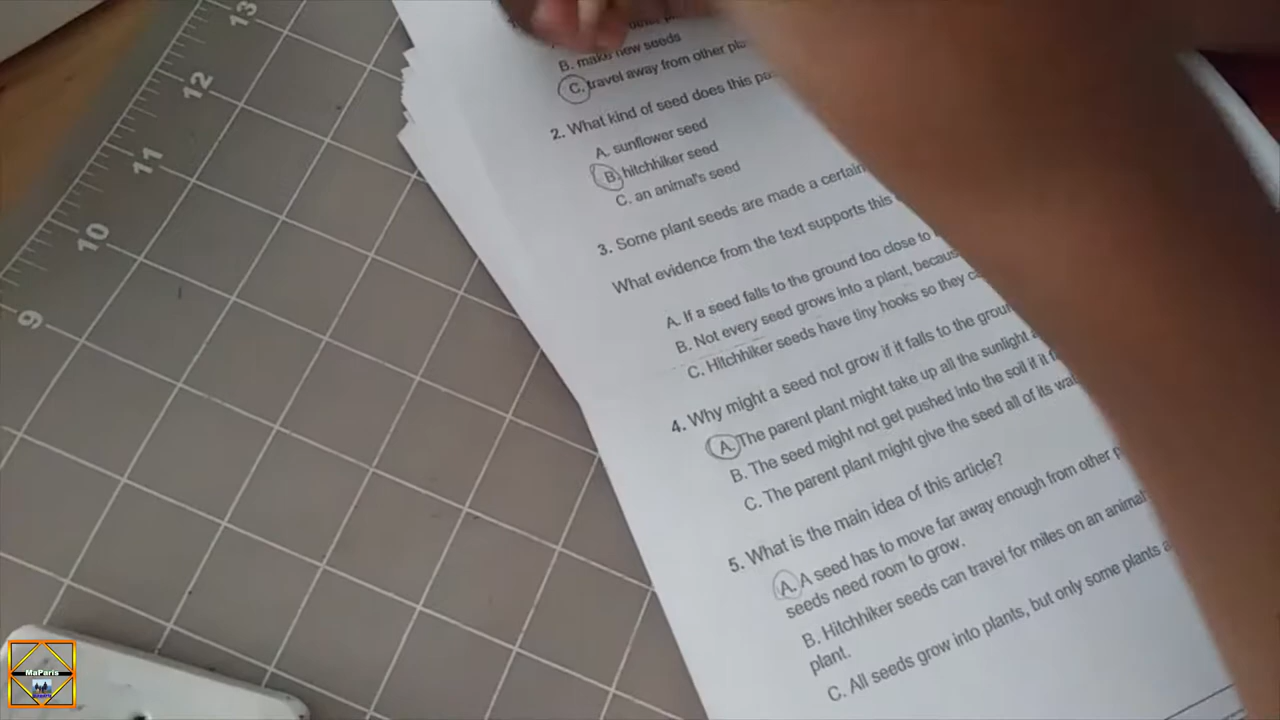 B. make new seeds
C. travel away from other
2. What kind of seed does this
A. sunflower seed
B. hitchhiker seed
C. an animal's seed
3. Some plant seeds are made a certain
What evidence from the text supports this
A. If a seed falls to the ground too close to
B. Not every seed grows into a plant,
C. Hitchhiker seeds have tiny hooks so they
4. Why might a seed not grow if it falls to the
A. The parent plant might take up all the sunlight
B. The seed might not get pushed into the soil if it
C. The parent plant might give the seed all of its
5. What is the main idea of this article?
A. A seed has to move far away enough from other
seeds need room to grow.
B. Hitchhiker seeds can travel for miles on an animal
plant.
C. All seeds grow into plants, but only some plants
13
12
11
10
9
MaParis